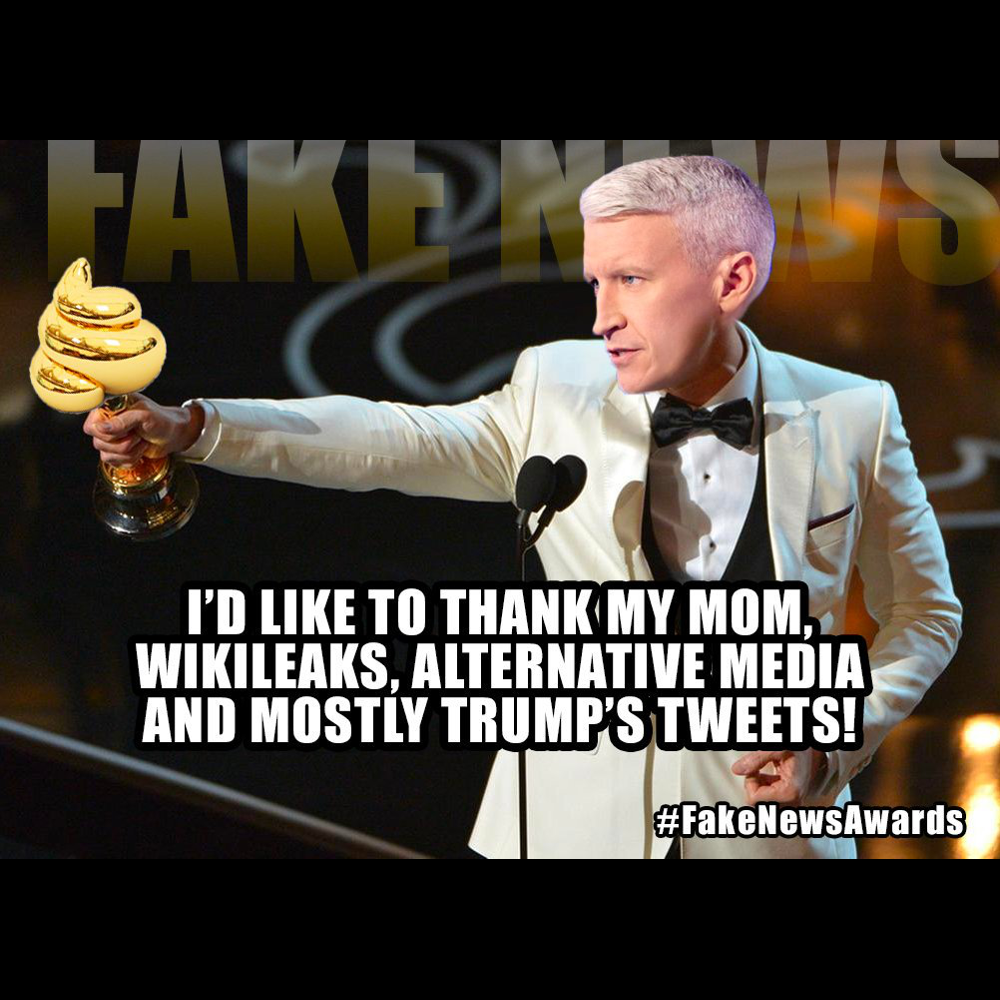 FAKE NEWS
I’D LIKE TO THANK MY MOM,
WIKILEAKS, ALTERNATIVE MEDIA
AND MOSTLY TRUMP’S TWEETS!
#FakeNewsAwards